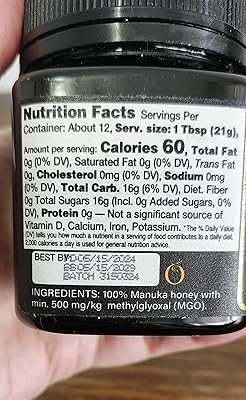 Nutrition Facts Servings Per
Container: About 12, Serv. size: 1 Tbsp (21g),
Amount per serving: Calories 60, Total Fat
0g (0% DV), Saturated Fat 0g (0% DV), Trans Fat
0g, Cholesterol 0mg (0% DV), Sodium 0mg
0% DV), Total Carb. 16g (6% DV), Diet. Fiber
0g Total Sugars 16g (Incl. 0g Added Sugars, 0%
DV), Protein 0g — Not a significant source of
Vitamin D, Calcium, Iron, Potassium. *The % Daily Value
(DV) tells you how much a nutrient in a serving of food contributes to a daily diet.
2,000 calories a day is used for general nutrition advice.
BEST BY:
05/15/2024
BB05/15/2029
BATCH 3150324
INGREDIENTS: 100% Manuka honey with
min. 500 mg/kg methylglyoxal (MGO).